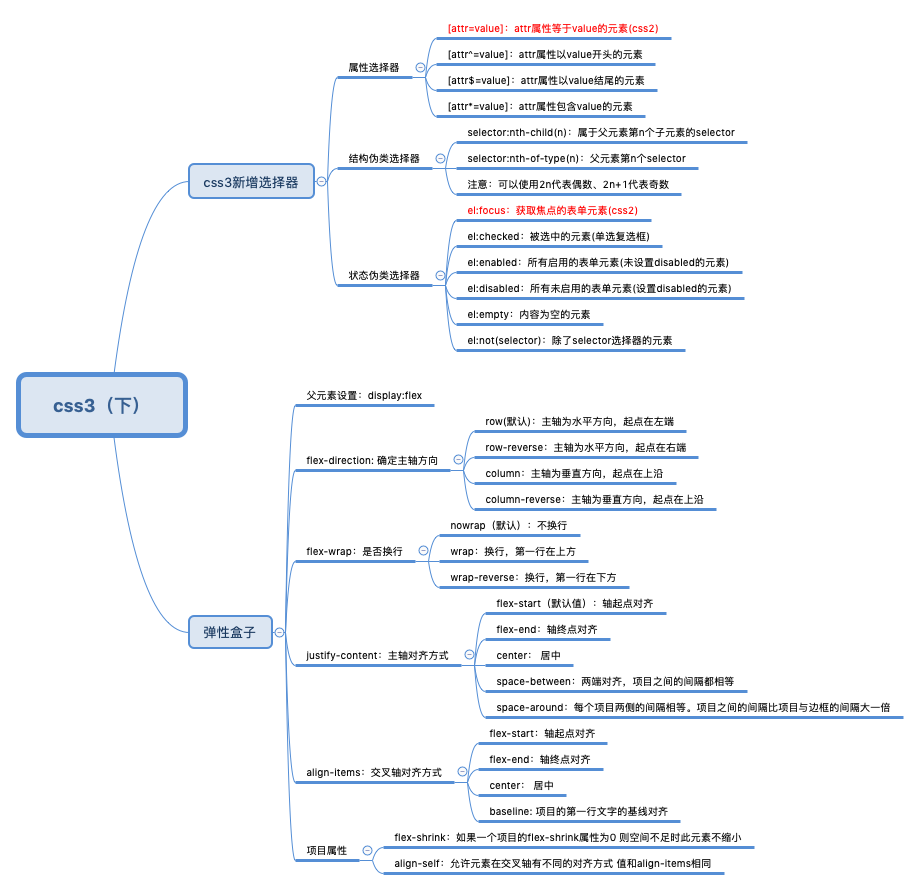 css3（下）
css3新增选择器
属性选择器
[attr=value]：attr属性等于value的元素(css2)
[attr^=value]：attr属性以value开头的元素
[attr$=value]：attr属性以value结尾的元素
[attr*=value]：attr属性包含value的元素
结构伪类选择器
selector:nth-child(n)：属于父元素第n个子元素的selector
selector:nth-of-type(n)：父元素第n个selector
注意：可以使用2n代表偶数、2n+1代表奇数
状态伪类选择器
el:focus：获取焦点的表单元素(css2)
el:checked：被选中的元素(单选复选框)
el:enabled：所有启用的表单元素(未设置disabled的元素)
el:disabled：所有未启用的表单元素(设置disabled的元素)
el:empty：内容为空的元素
el:not(selector)：除了selector选择器的元素
弹性盒子
父元素设置：display:flex
flex-direction: 确定主轴方向
row(默认)：主轴为水平方向，起点在左端
row-reverse：主轴为水平方向，起点在右端
column：主轴为垂直方向，起点在上沿
column-reverse：主轴为垂直方向，起点在上沿
flex-wrap：是否换行
nowrap（默认）：不换行
wrap：换行，第一行在上方
wrap-reverse：换行，第一行在下方
justify-content：主轴对齐方式
flex-start（默认值）：轴起点对齐
flex-end：轴终点对齐
center： 居中
space-between：两端对齐，项目之间的间隔都相等
space-around：每个项目两侧的间隔相等。项目之间的间隔比项目与边框的间隔大一倍
align-items：交叉轴对齐方式
flex-start：轴起点对齐
flex-end：轴终点对齐
center： 居中
baseline: 项目的第一行文字的基线对齐
项目属性
flex-shrink：如果一个项目的flex-shrink属性为0 则空间不足时此元素不缩小
align-self：允许元素在交叉轴有不同的对齐方式 值和align-items相同